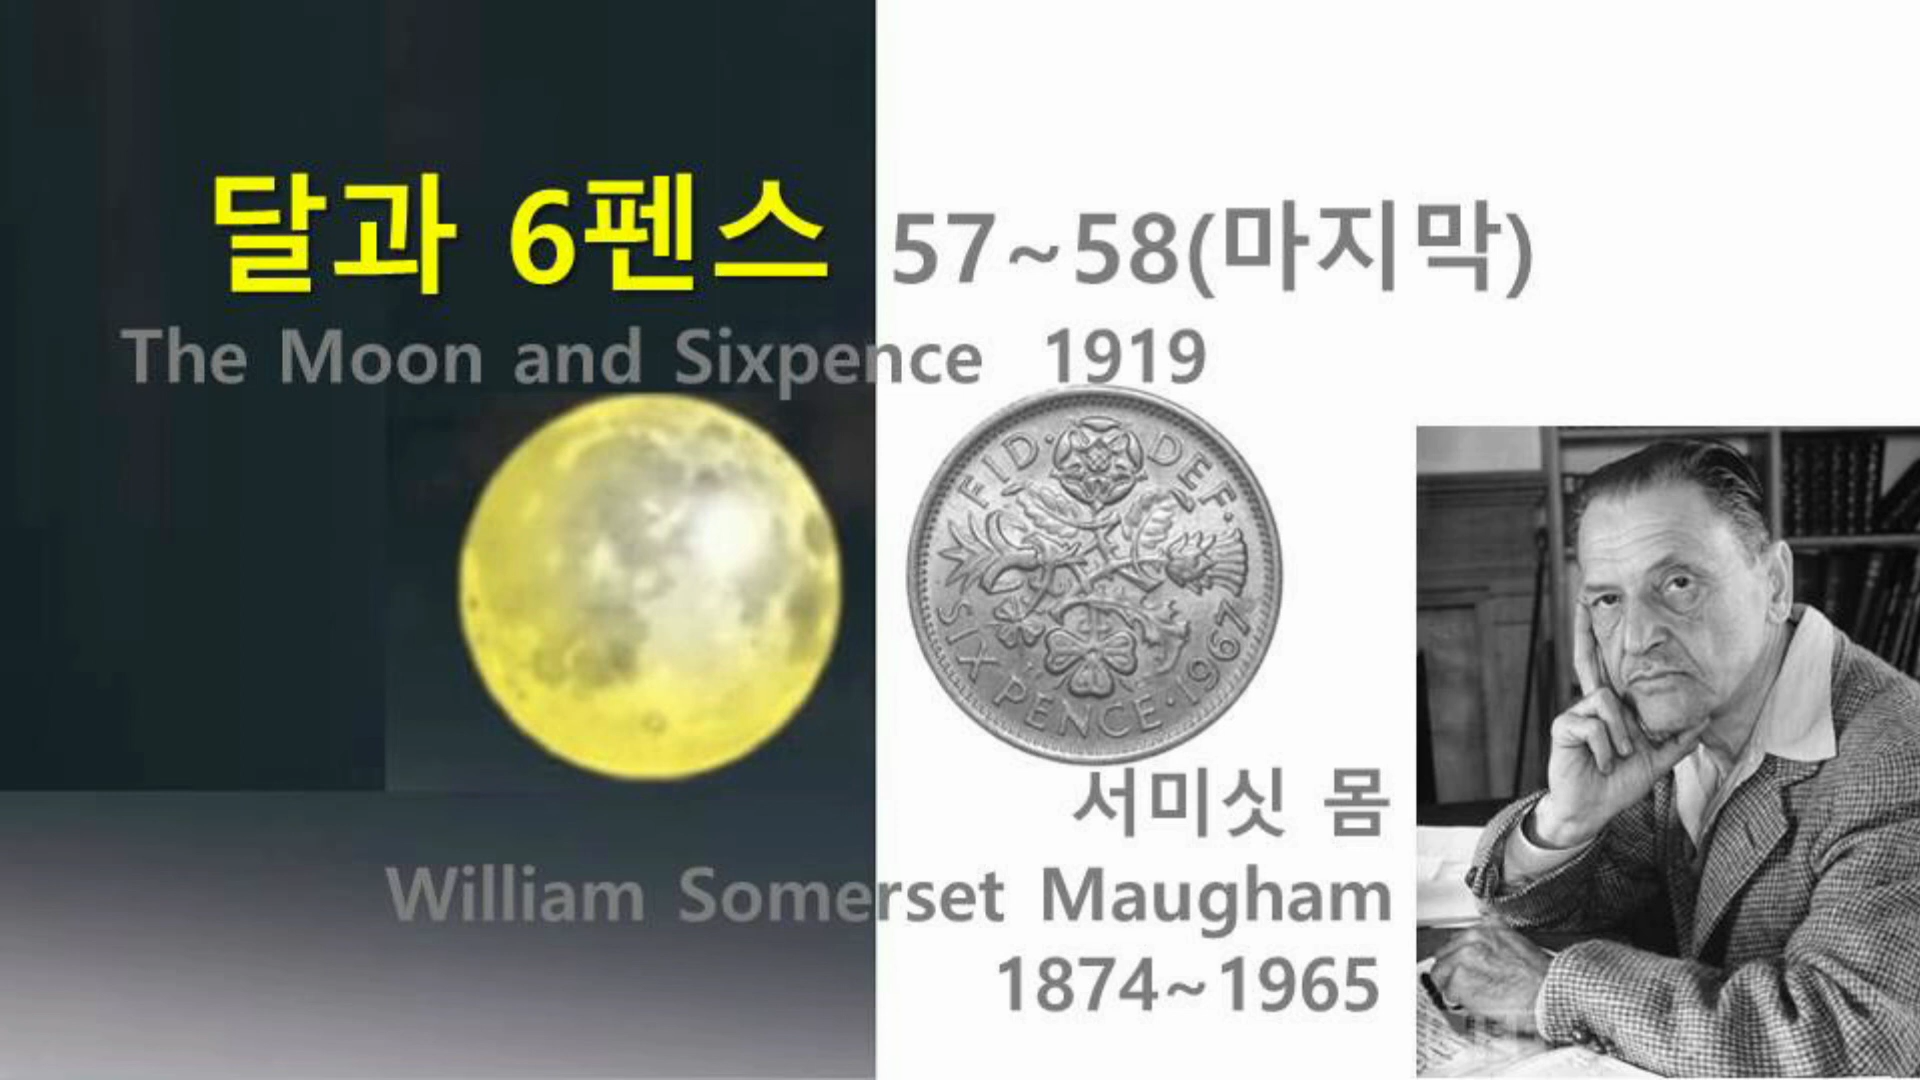 달과 6펜스 57~58(마지막)
The Moon and Sixpence 1919
FID·DEF·
SIX PENCE·1967
서미싯 몸
William Somerset Maugham
1874~1965